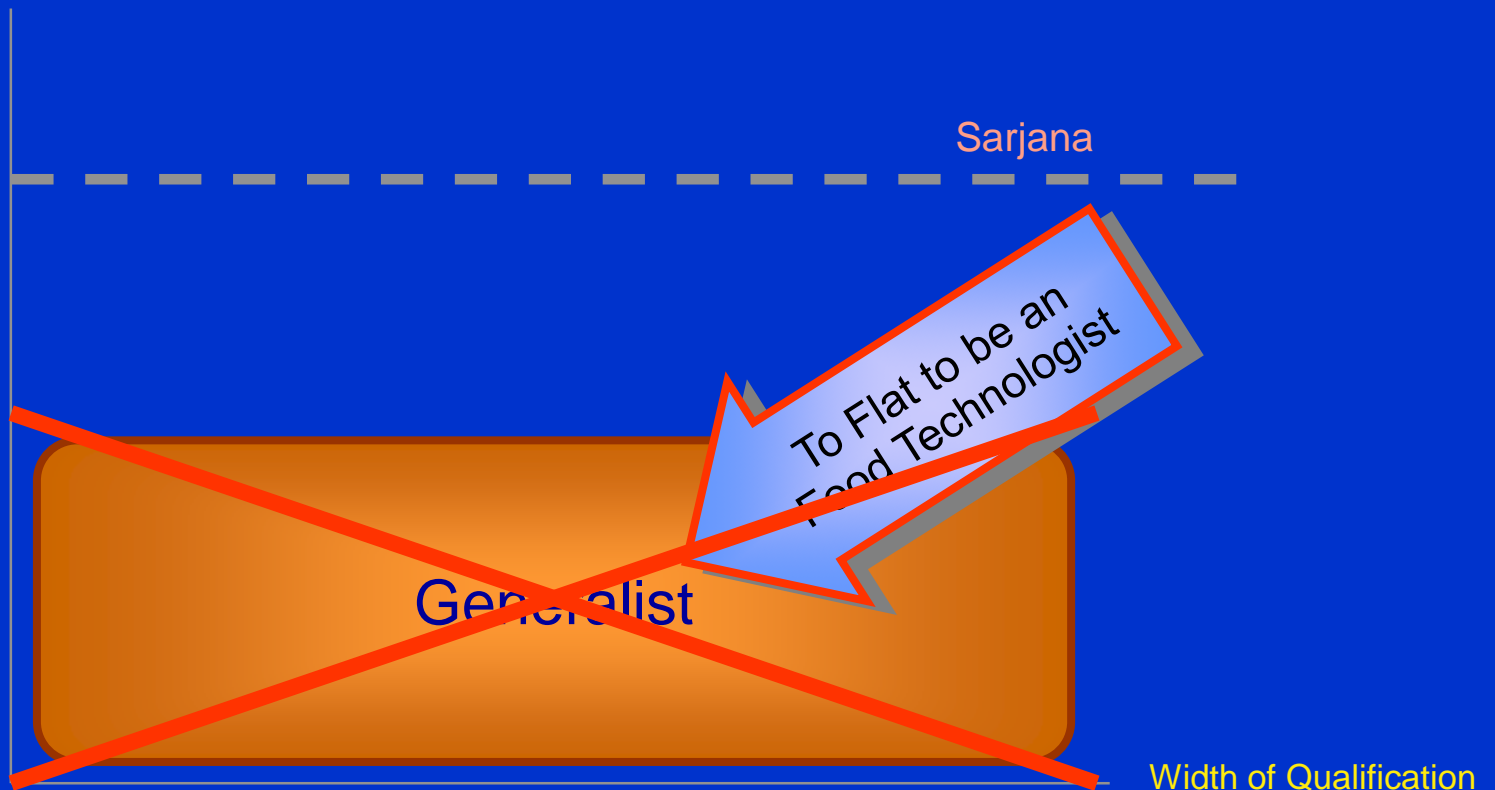 Sarjana
To Flat to be an
Food Technologist
Generalist
Width of Qualification